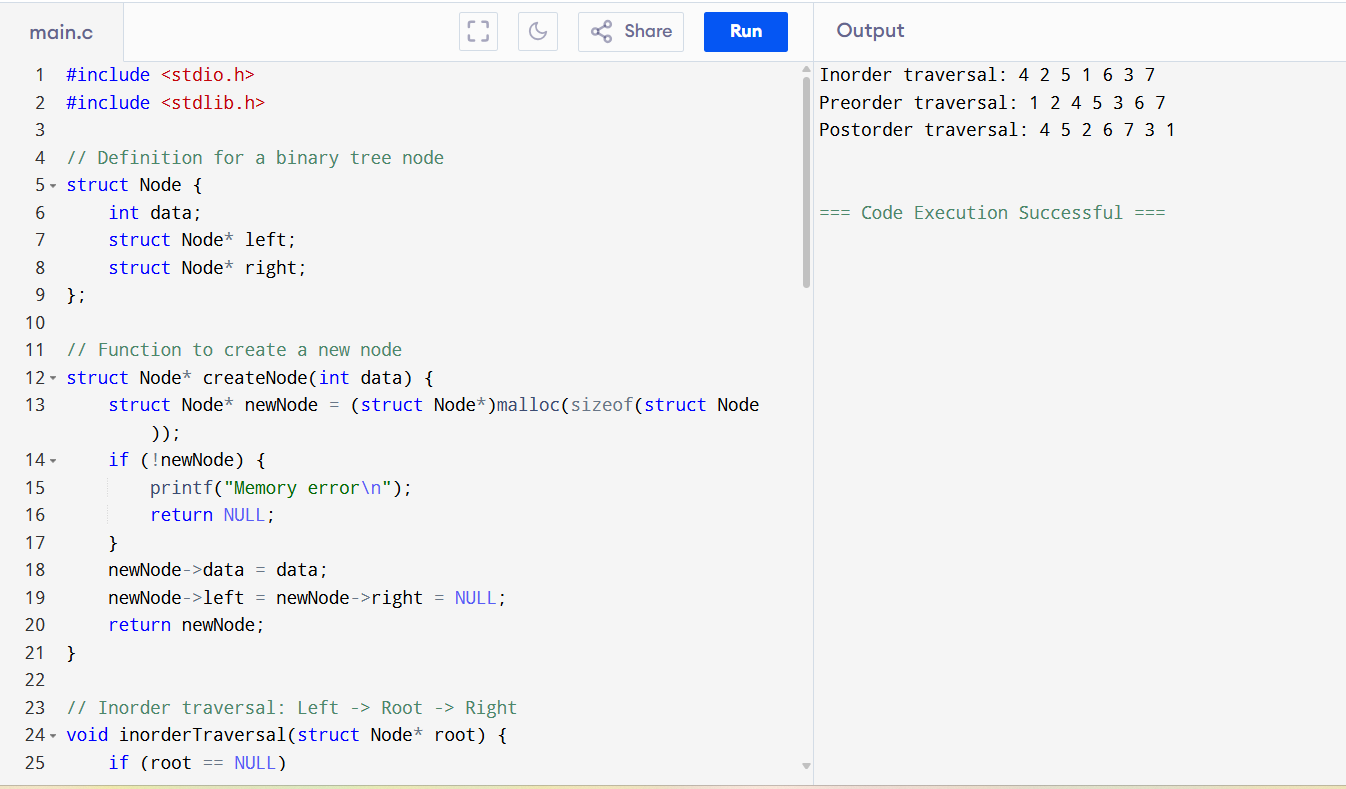 main.c
Share
Run
Output
1 #include <stdio.h>
2 #include <stdlib.h>
3
4 // Definition for a binary tree node
5 struct Node {
6     int data;
7     struct Node* left;
8     struct Node* right;
9 };
10
11 // Function to create a new node
12 struct Node* createNode(int data) {
13     struct Node* newNode = (struct Node*)malloc(sizeof(struct Node
        ));
14     if (!newNode) {
15         printf("Memory error\n");
16         return NULL;
17     }
18     newNode->data = data;
19     newNode->left = newNode->right = NULL;
20     return newNode;
21 }
22
23 // Inorder traversal: Left -> Root -> Right
24 void inorderTraversal(struct Node* root) {
25     if (root == NULL)
Inorder traversal: 4 2 5 1 6 3 7
Preorder traversal: 1 2 4 5 3 6 7
Postorder traversal: 4 5 2 6 7 3 1
=== Code Execution Successful ===